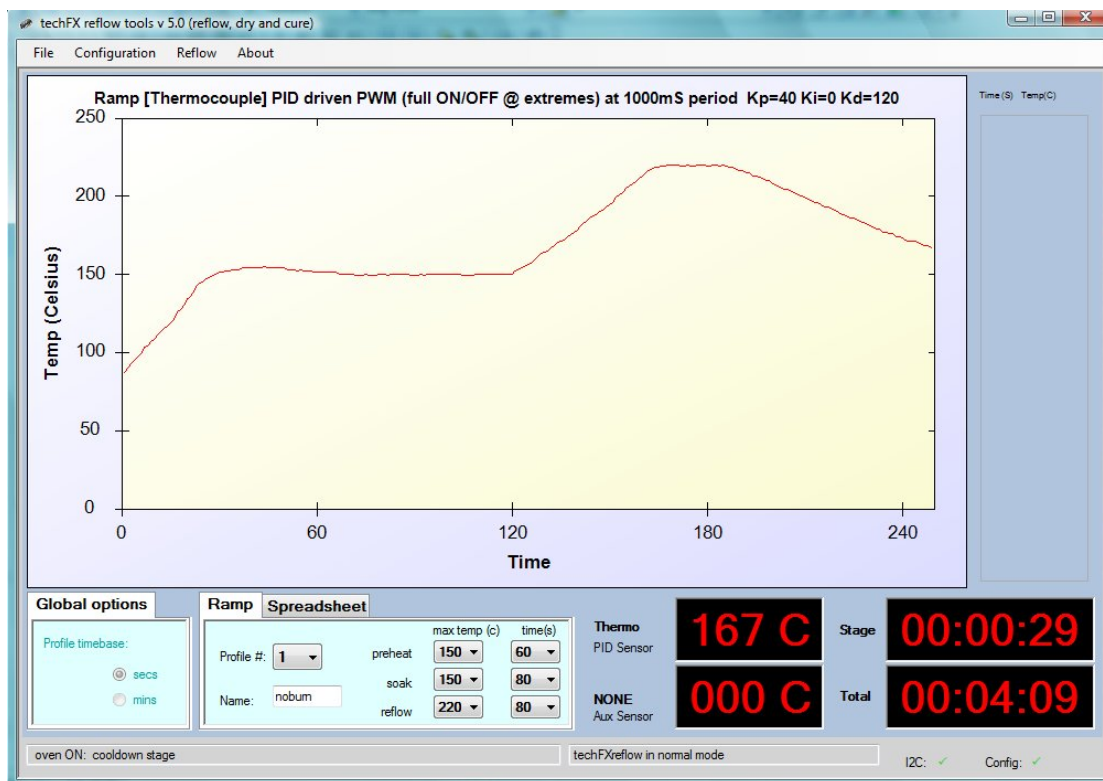 techFX reflow tools v 5.0 (reflow, dry and cure)
File Configuration Reflow About
Ramp [Thermocouple] PID driven PWM (full ON/OFF @ extremes) at 1000mS period Kp=40 Ki=0 Kd=120
Time (S) Temp(C)
250
200
150
100
50
0
Temp (Celsius)
0 60 120 180 240
Time
Global options
Profile timebase:
secs
mins
Ramp Spreadsheet
max temp (c) time(s)
Profile #: 1 preheat 150 60
soak 150 80
Name: noburn reflow 220 80
Thermo
PID Sensor
167 C
Stage
00:00:29
NONE
Aux Sensor
000 C
Total
00:04:09
oven ON: cooldown stage
techFXreflow in normal mode
I2C: ✓
Config: ✓